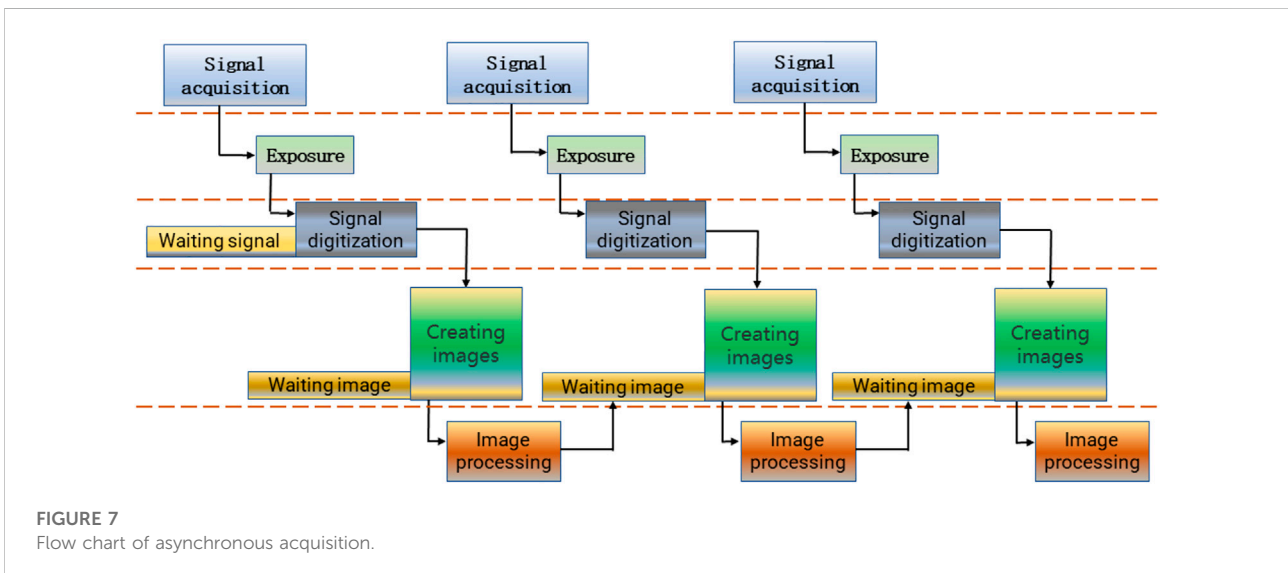 Signal
acquisition
Signal
acquisition
Signal
acquisition
Exposure
Exposure
Exposure
Waiting signal
Signal
digitization
Signal
digitization
Signal
digitization
Waiting image
Creating
images
Waiting image
Creating
images
Waiting image
Creating
images
Image
processing
Image
processing
Image
processing
FIGURE 7
Flow chart of asynchronous acquisition.